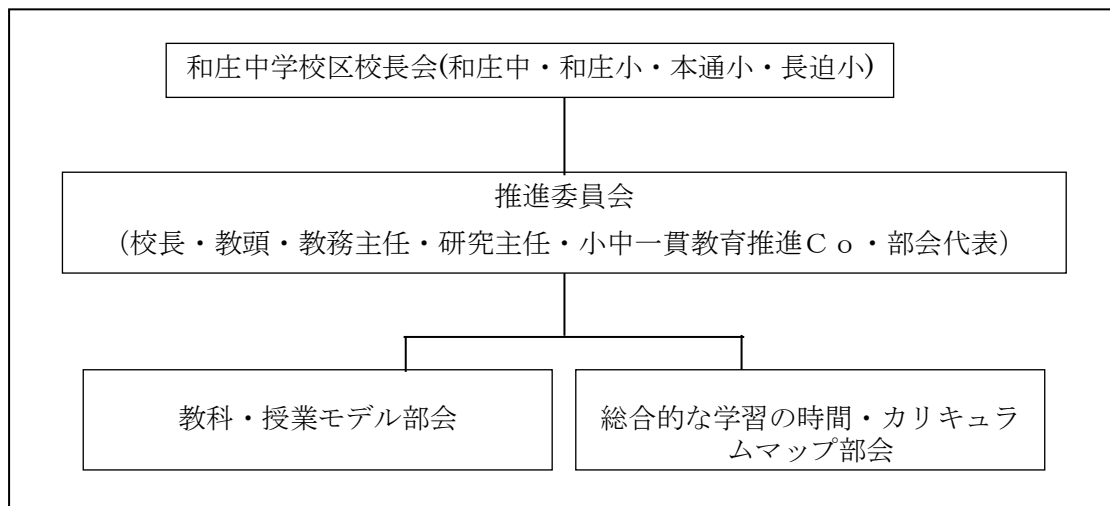 和庄中学校区校長会(和庄中・和庄小・本通小・長迫小)
推進委員会
（校長・教頭・教務主任・研究主任・小中一貫教育推進Ｃｏ・部会代表）
教科・授業モデル部会
総合的な学習の時間・カリキュラ
ムマップ部会